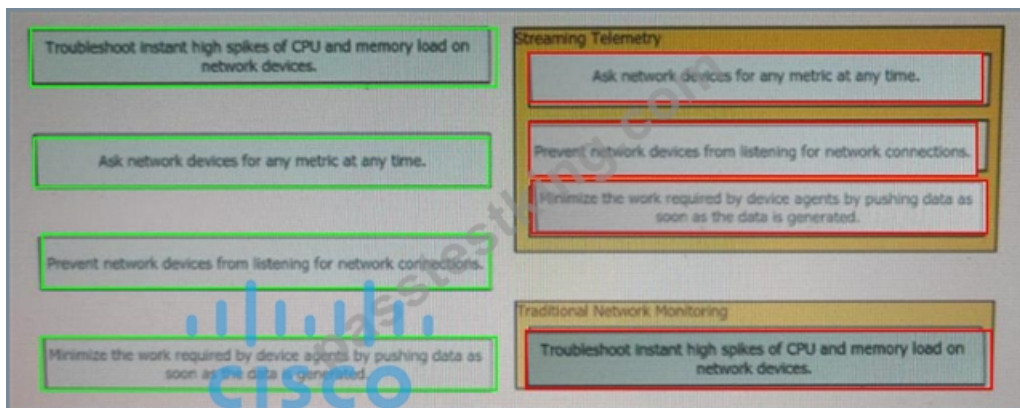 Troubleshoot instant high spikes of CPU and memory load on
network devices.
Ask network devices for any metric at any time.
Prevent network devices from listening for network connections.
Minimize the work required by device agents by pushing data as
soon as the data is generated.
Streaming Telemetry
Ask network devices for any metric at any time.
Prevent network devices from listening for network connections.
Minimize the work required by device agents by pushing data as
soon as the data is generated.
Traditional Network Monitoring
Troubleshoot instant high spikes of CPU and memory load on
network devices.
passtestking.com
CISCO